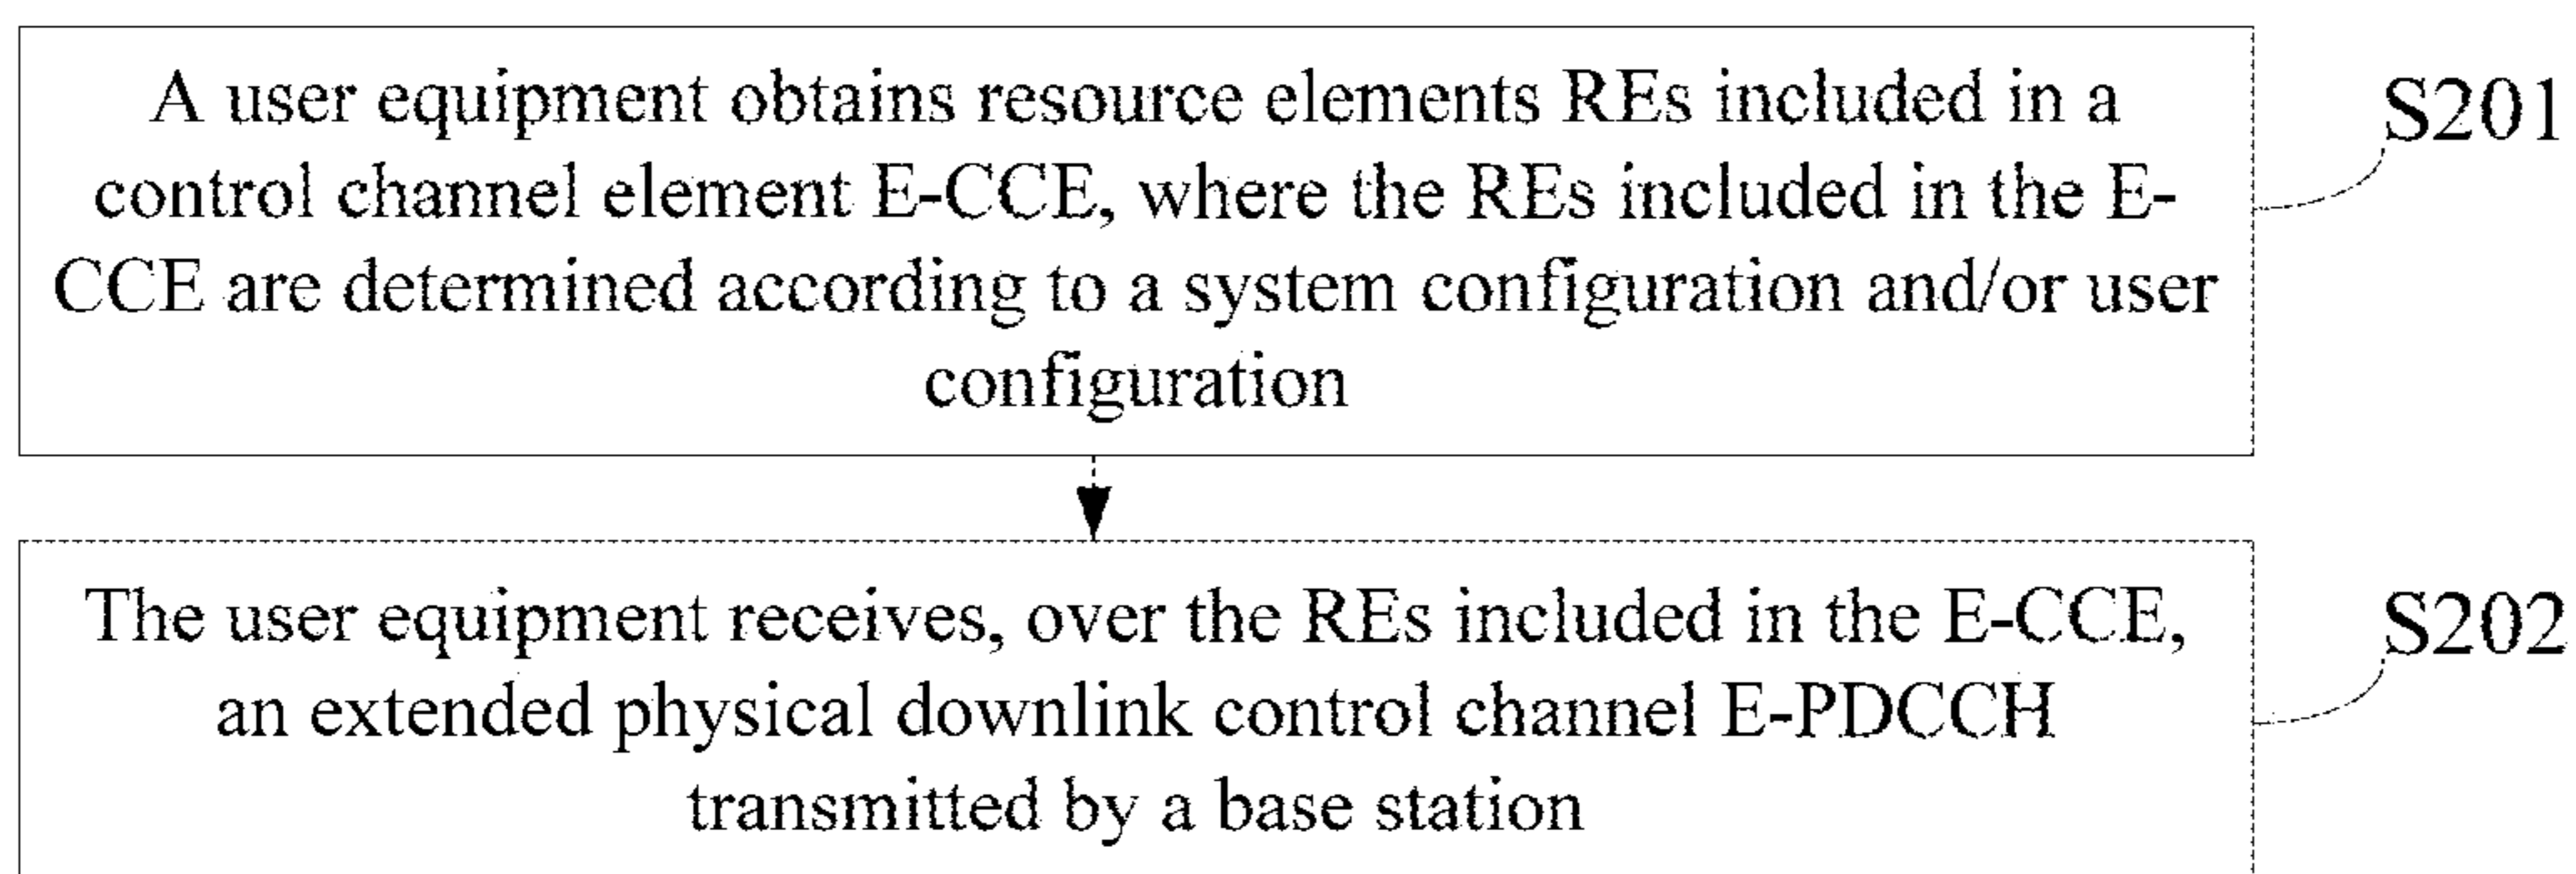 A user equipment obtains resource elements REs included in a
control channel element E-CCE, where the REs included in the E-
CCE are determined according to a system configuration and/or user
configuration
S201
The user equipment receives, over the REs included in the E-CCE,
an extended physical downlink control channel E-PDCCH
transmitted by a base station
S202